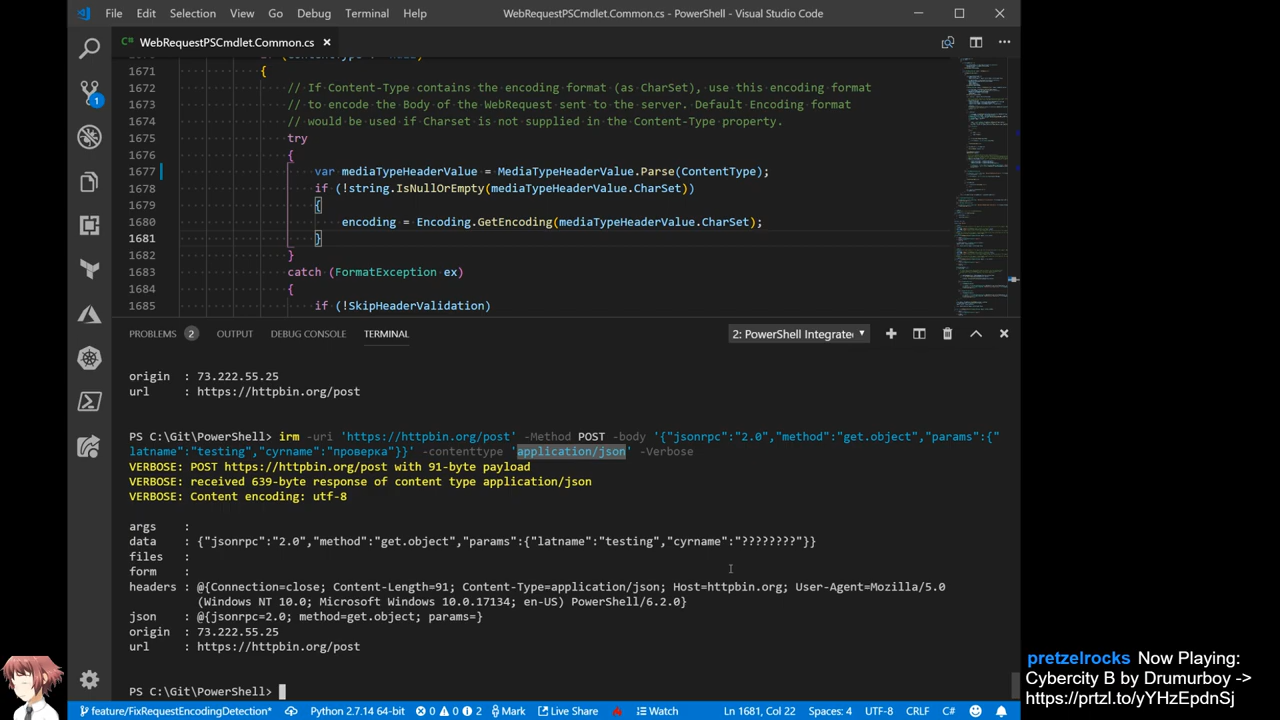 File Edit Selection View Go Debug Terminal Help WebRequestPSCmdlet.Common.cs - PowerShell - Visual Studio Code
C# WebRequestPSCmdlet.Common.cs
1671 {
1672 If Content-Type contains the encoding format (as CharSet), use this encoding format
1673 to encode the Body of the WebRequest sent to the server. Default Encoding format
1674 would be used if Charset is not supplied in the Content-Type property.
1675 try
1676 {
1677 var mediaTypeHeaderValue = MediaTypeHeaderValue.Parse(ContentType);
1678 if (!string.IsNullOrEmpty(mediaTypeHeaderValue.CharSet))
1679 {
1680 encoding = Encoding.GetEncoding(mediaTypeHeaderValue.CharSet);
1681 }
1682 }
1683 catch (FormatException ex)
1684 {
1685 if (!SkipHeaderValidation)
PROBLEMS 2 OUTPUT DEBUG CONSOLE TERMINAL 2: PowerShell Integrate
origin : 73.222.55.25
url : https://httpbin.org/post
PS C:\Git\PowerShell> irm -uri 'https://httpbin.org/post' -Method POST -body '{"jsonrpc":"2.0","method":"get.object","params":{"
latname":"testing","cyrname":"проверка"}}' -contenttype 'application/json' -Verbose
VERBOSE: POST https://httpbin.org/post with 91-byte payload
VERBOSE: received 639-byte response of content type application/json
VERBOSE: Content encoding: utf-8
args :
data : {"jsonrpc":"2.0","method":"get.object","params":{"latname":"testing","cyrname":"????????"}}
files :
form :
headers : @{Connection=close; Content-Length=91; Content-Type=application/json; Host=httpbin.org; User-Agent=Mozilla/5.0
(Windows NT 10.0; Microsoft Windows 10.0.17134; en-US) PowerShell/6.2.0}
json : @{jsonrpc=2.0; method=get.object; params=}
origin : 73.222.55.25
url : https://httpbin.org/post
PS C:\Git\PowerShell>
feature/FixRequestEncodingDetection* Python 2.7.14 64-bit 0 0 2 Mark Live Share Watch Ln 1681, Col 22 Spaces: 4 UTF-8 CRLF C#
1
pretzelrocks Now Playing:
Cybercity B by Drumurboy ->
https://prtzl.to/yYHzEpdnSj